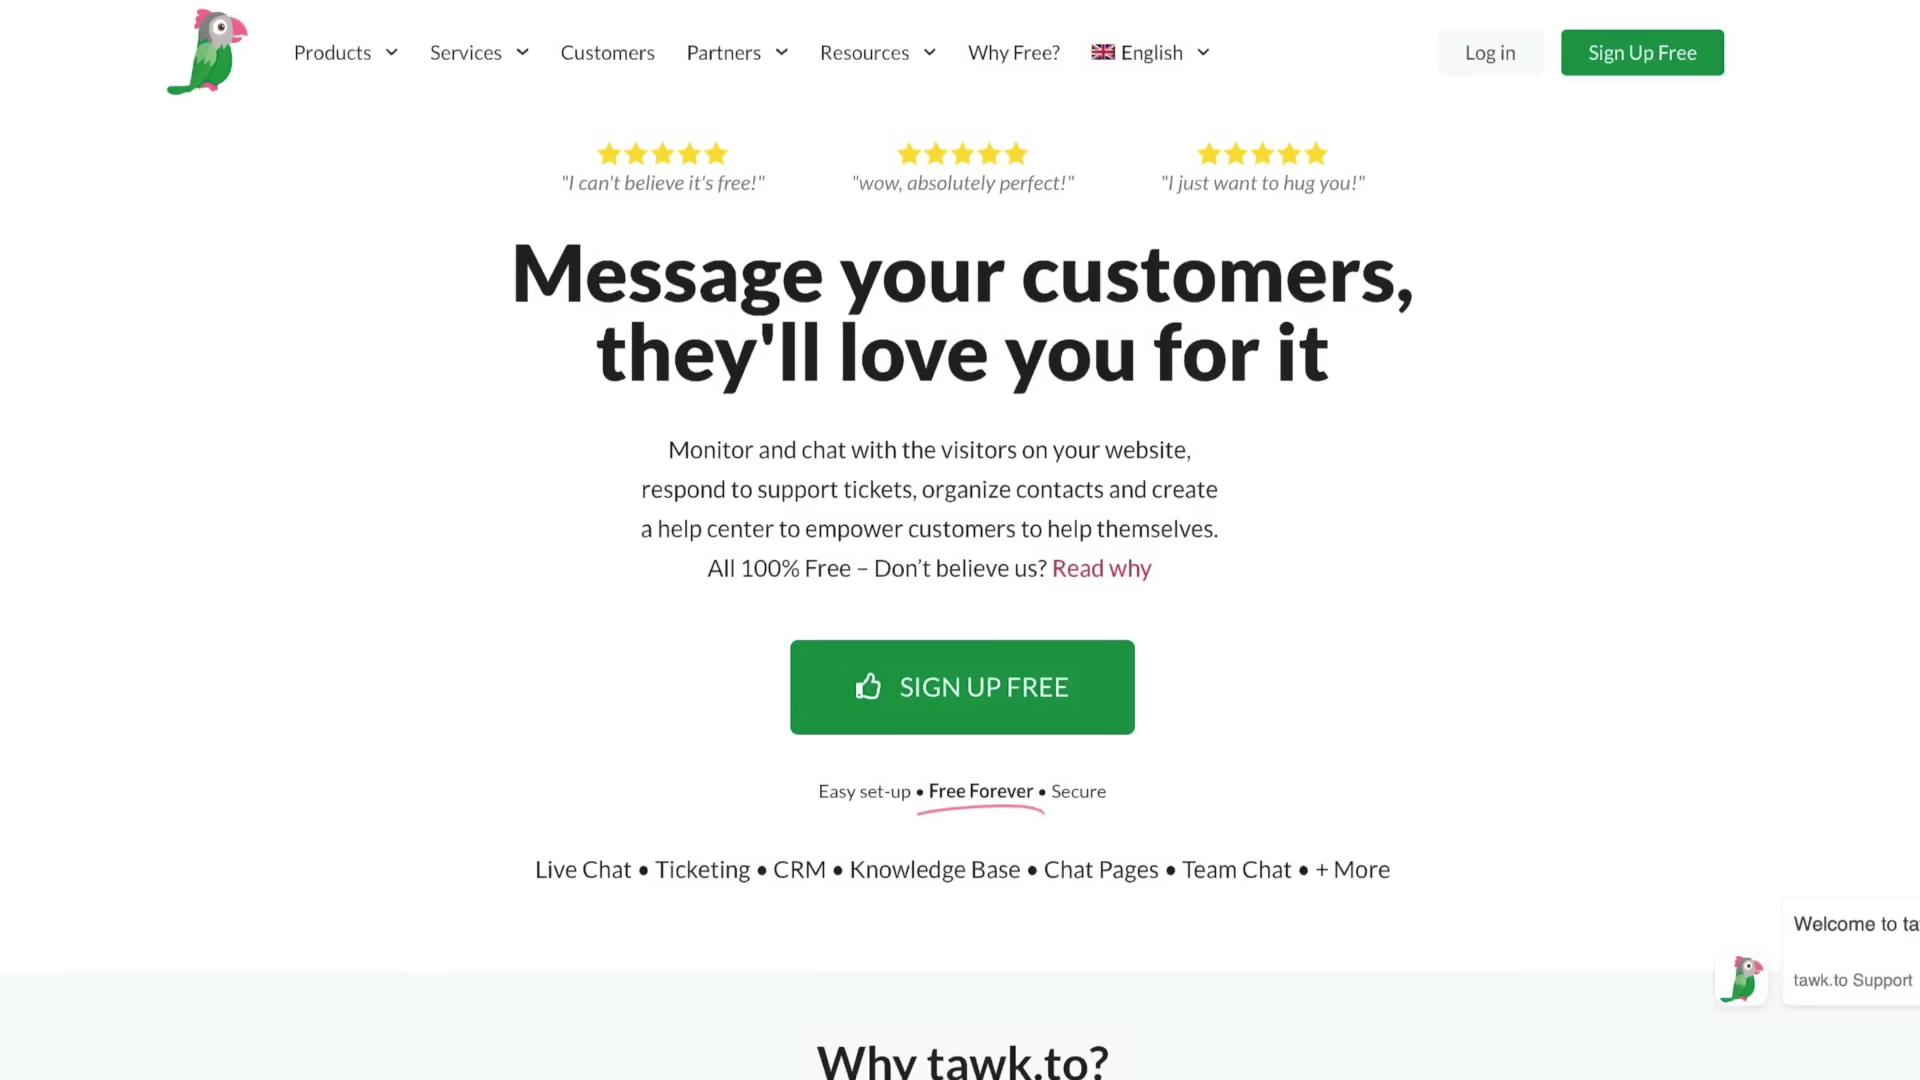 Products
Services
Customers
Partners
Resources
Why Free?
English
Log in
Sign Up Free
"I can't believe it's free!"
"wow, absolutely perfect!"
"I just want to hug you!"
Message your customers,
they'll love you for it
Monitor and chat with the visitors on your website,
respond to support tickets, organize contacts and create
a help center to empower customers to help themselves.
All 100% Free – Don’t believe us? Read why
SIGN UP FREE
Easy set-up • Free Forever • Secure
Live Chat • Ticketing • CRM • Knowledge Base • Chat Pages • Team Chat • + More
Welcome to
tawk.to Support
Why tawk.to?